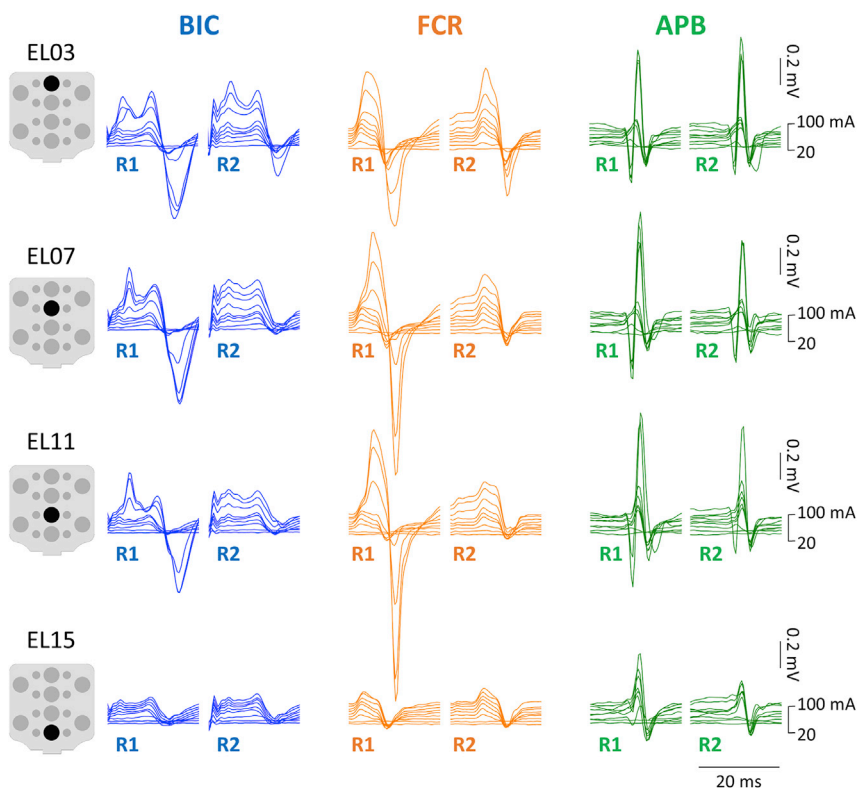 BIC FCR APB
EL03
0.2 mV
100 mA
20
R1 R2 R1 R2 R1 R2
EL07
0.2 mV
100 mA
20
R1 R2 R1 R2 R1 R2
EL11
0.2 mV
100 mA
20
R1 R2 R1 R2 R1 R2
EL15
0.2 mV
100 mA
20
R1 R2 R1 R2 R1 R2
20 ms